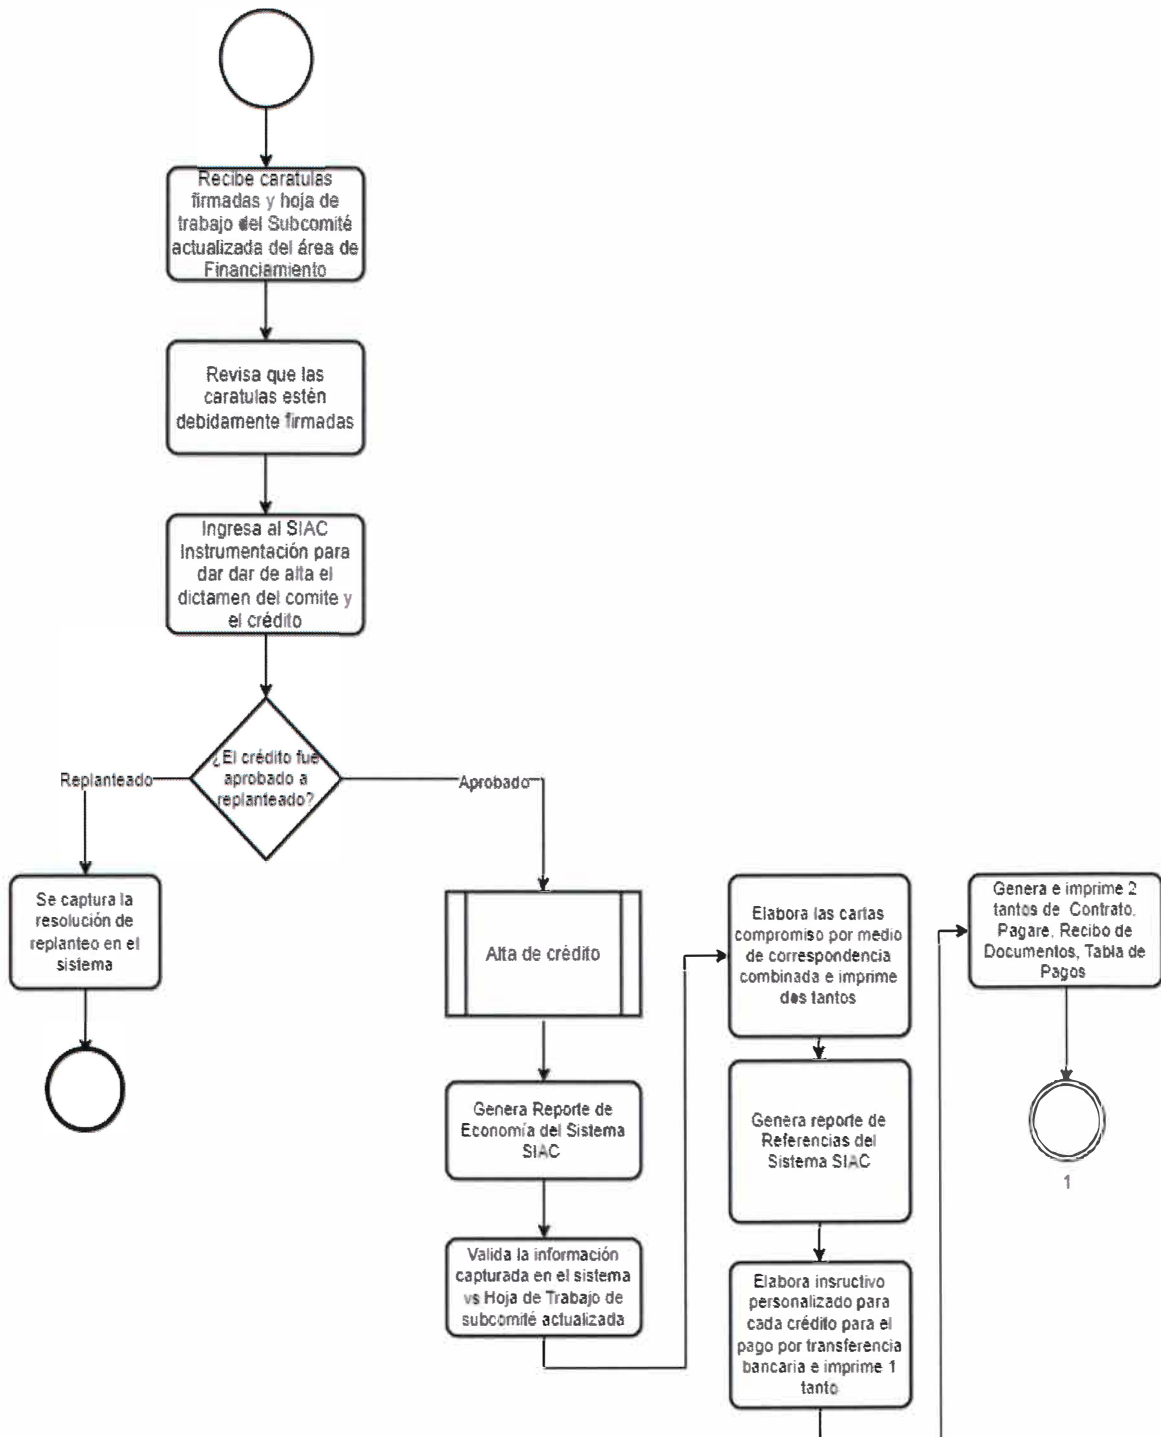 Recibe caratulas
firmadas y hoja de
trabajo del Subcomité
actualizada del área de
Financiamiento
Revisa que las
caratulas estén
debidamente firmadas
Ingresa al SIAC
Instrumentación para
dar dar de alta el
dictamen del comite y
el crédito
¿El crédito fue
aprobado a
replanteado?
Replanteado
Aprobado
Se captura la
resolución de
replanteo en el
sistema
Alta de crédito
Genera Reporte de
Economía del Sistema
SIAC
Valida la información
capturada en el sistema
vs Hoja de Trabajo de
subcomité actualizada
Elabora las cartas
compromiso por medio
de correspondencia
combinada e imprime
dos tantos
Genera reporte de
Referencias del
Sistema SIAC
Elabora insructivo
personalizado para
cada crédito para el
pago por transferencia
bancaria e imprime 1
tanto
Genera e imprime 2
tantos de Contrato,
Pagare, Recibo de
Documentos, Tabla de
Pagos
1